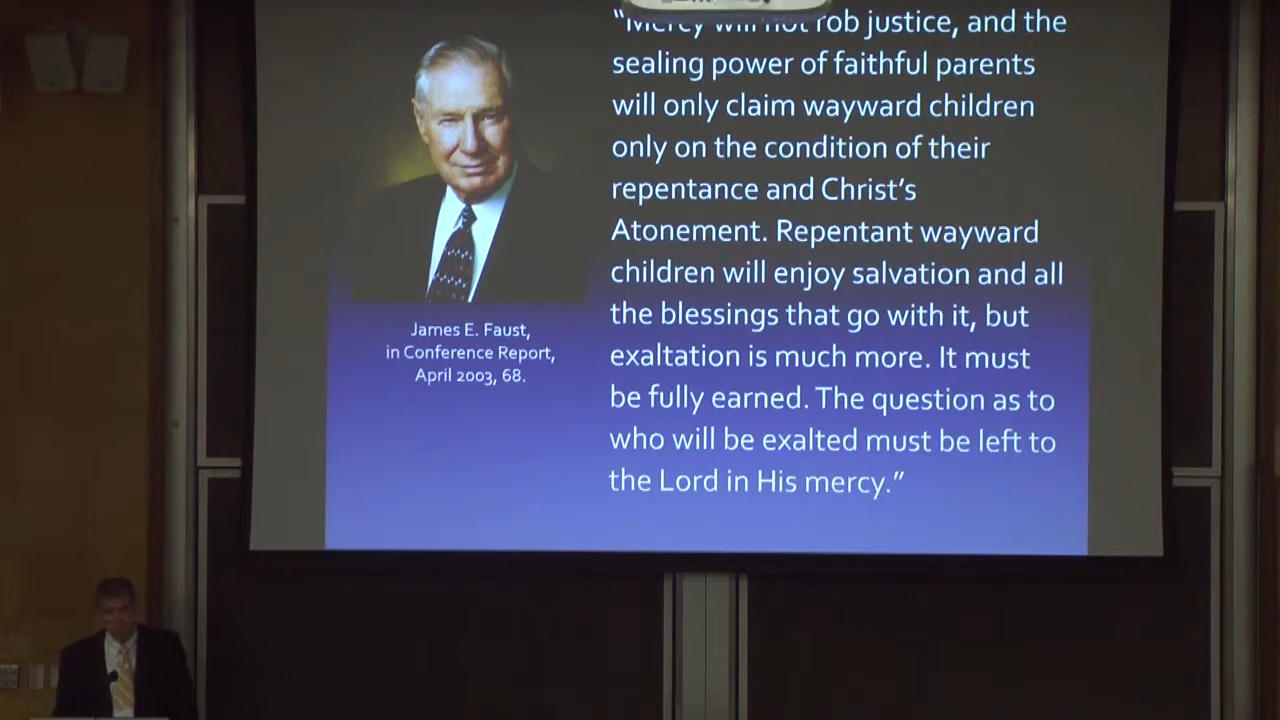 “Mercy will not rob justice, and the
sealing power of faithful parents
will only claim wayward children
only on the condition of their
repentance and Christ’s
Atonement. Repentant wayward
children will enjoy salvation and all
the blessings that go with it, but
exaltation is much more. It must
be fully earned. The question as to
who will be exalted must be left to
the Lord in His mercy.”
James E. Faust,
in Conference Report,
April 2003, 68.